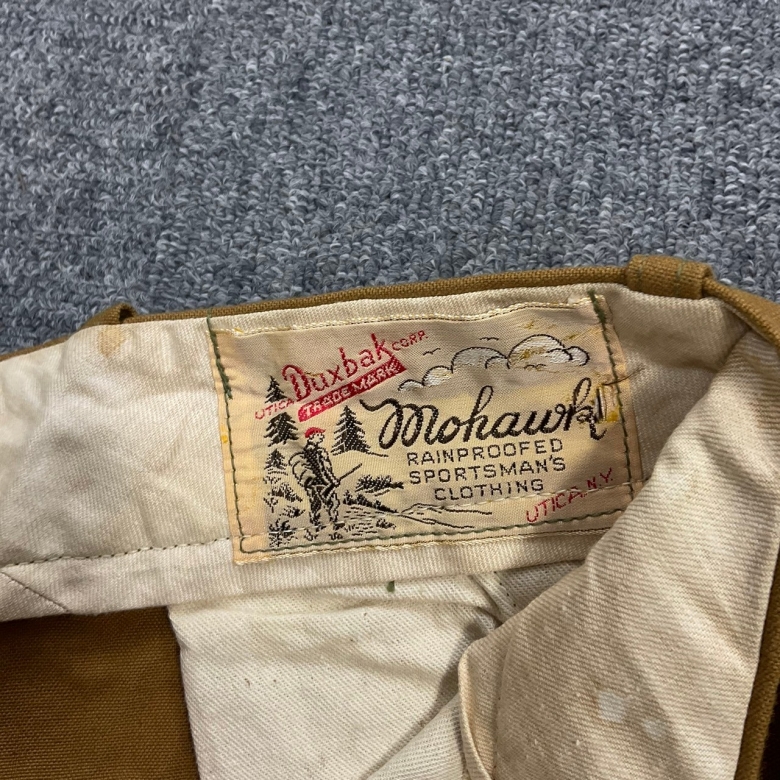 UTICA Duxbak CORP.
TRADE MARK
Mohawk
RAINPROOFED
SPORTSMAN'S
CLOTHING
UTICA, N.Y.